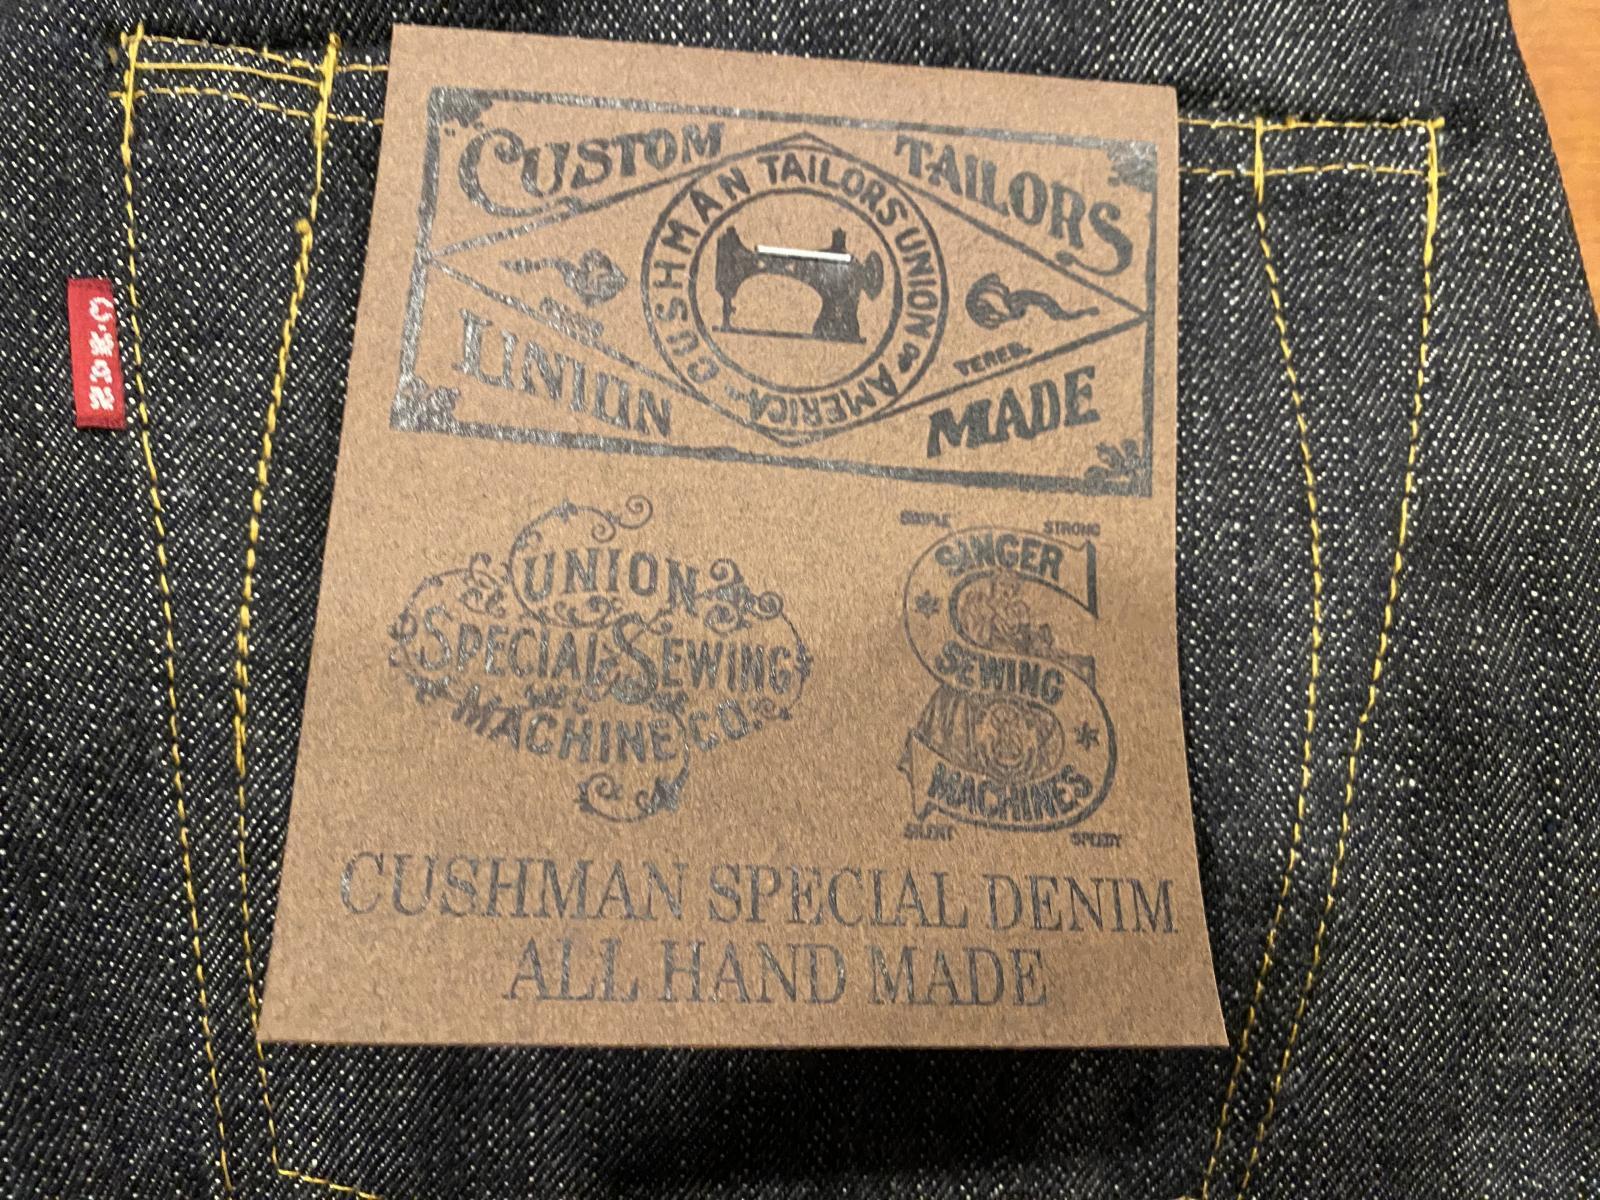 CUSTOM TAILORS
CUSHMAN TAILORS UNION OF AMERICA
TERED.
UNION MADE
SIMPLE STRONG
SINGER
SEWING
MACHINES
SILENT SPEEDY
UNION
SPECIAL SEWING
MACHINE CO.
CUSHMAN SPECIAL DENIM
ALL HAND MADE